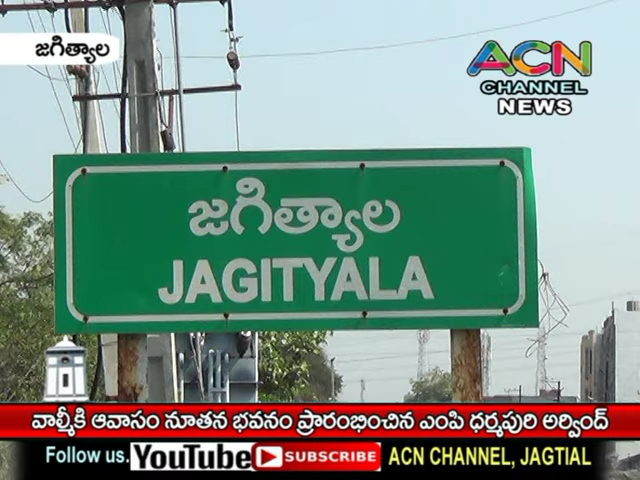 జగిత్యాల
ACN
CHANNEL
NEWS
జగిత్యాల
JAGITYALA
వాల్మీకి ఆవాసం నూతన భవనం ప్రారంభించిన ఎంపి ధర్మపురి అర్వింద్
Follow us. YouTube SUBSCRIBE ACN CHANNEL, JAGTIAL